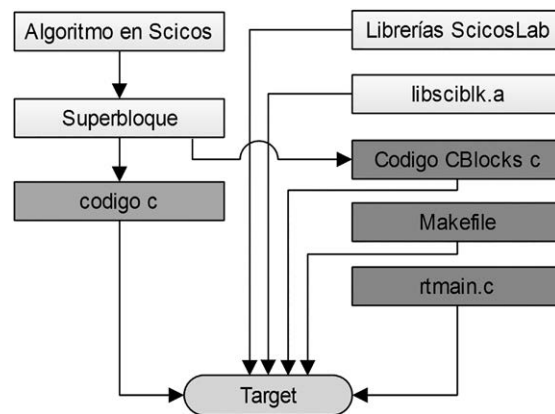 Algoritmo en Scicos
Superbloque
codigo c
Librerías ScicosLab
libsciblk.a
Codigo CBlocks c
Makefile
rtmain.c
Target